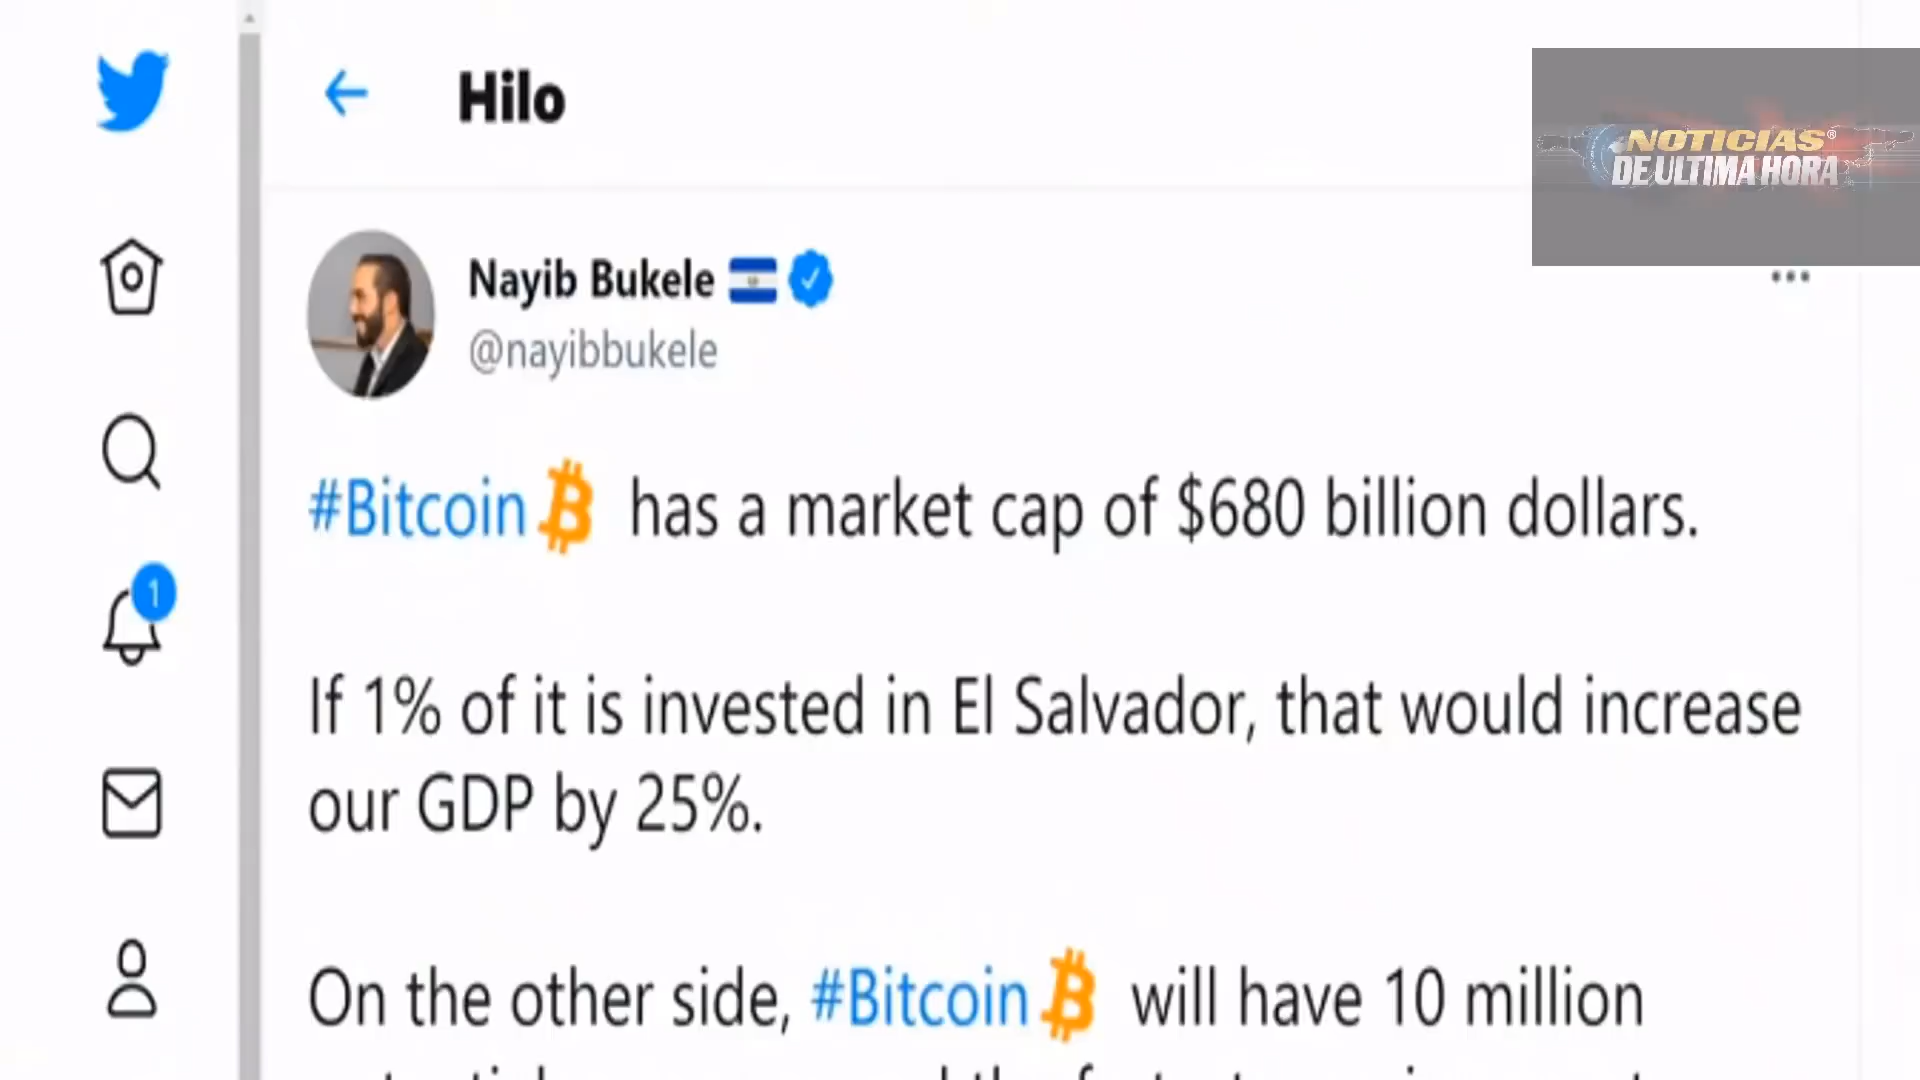 Hilo
NOTICIAS®
DE ULTIMA HORA
Nayib Bukele
@nayibbukele
#Bitcoin has a market cap of $680 billion dollars.
1
If 1% of it is invested in El Salvador, that would increase
our GDP by 25%.
On the other side, #Bitcoin will have 10 million